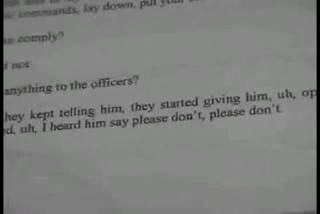 commands, lay down, put your
comply?
not
anything to the officers?
they kept telling him, they started giving him, uh, op
ed, uh, I heard him say please don't, please don't.